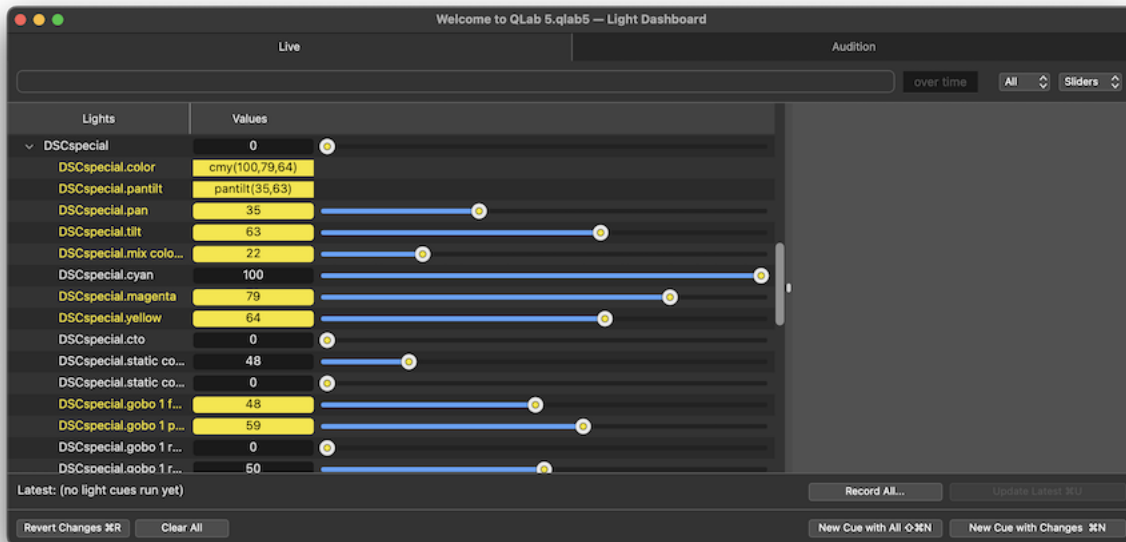 Welcome to QLab 5.qlab5 — Light Dashboard
Live Audition
over time All Sliders
Lights Values
DSCspecial 0
DSCspecial.color cmy(100,79,64)
DSCspecial.pantilt pantilt(35,63)
DSCspecial.pan 35
DSCspecial.tilt 63
DSCspecial.mix colo... 22
DSCspecial.cyan 100
DSCspecial.magenta 79
DSCspecial.yellow 64
DSCspecial.cto 0
DSCspecial.static co... 48
DSCspecial.static co... 0
DSCspecial.gobo 1 f... 48
DSCspecial.gobo 1 p... 59
DSCspecial.gobo 1 r... 0
DSCspecial.gobo 1 r... 50
Latest: (no light cues run yet) Record All... Update Latest ⌘U
Revert Changes ⌘R Clear All New Cue with All ⇧⌘N New Cue with Changes ⌘N